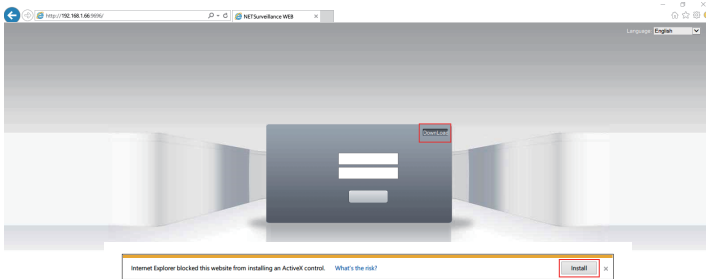 http://192.168.1.66:9696/
NETSurveillance WEB
Language English
DownLoad
Internet Explorer blocked this website from installing an ActiveX control. What's the risk? Install